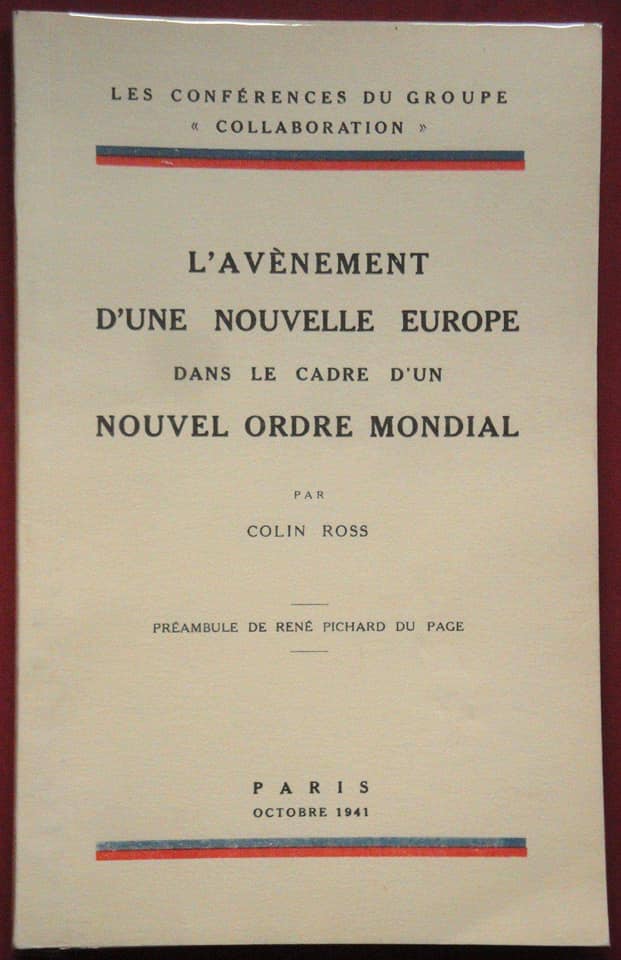 LES CONFÉRENCES DU GROUPE
« COLLABORATION »
L'AVÈNEMENT
D'UNE NOUVELLE EUROPE
DANS LE CADRE D'UN
NOUVEL ORDRE MONDIAL
PAR
COLIN ROSS
PRÉAMBULE DE RENÉ PICHARD DU PAGE
PARIS
OCTOBRE 1941